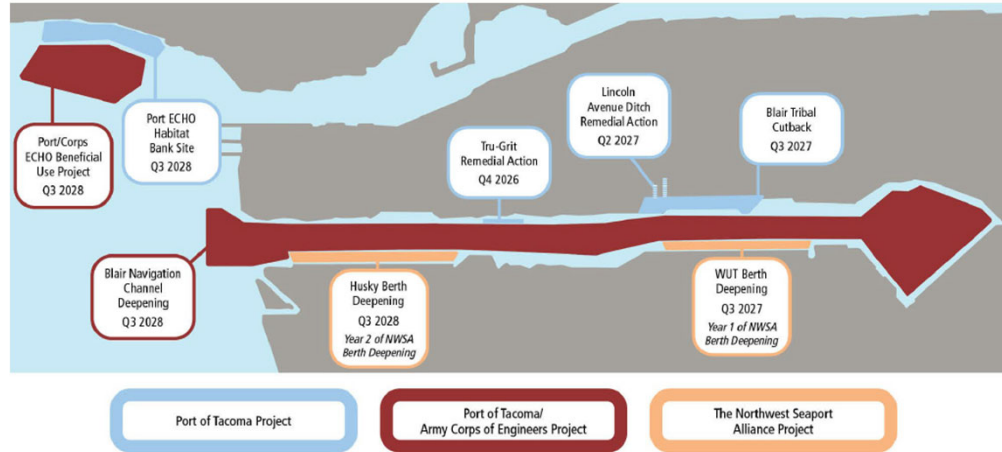 Port/Corps
ECHO Beneficial
Use Project
Q3 2028
Port ECHO
Habitat
Bank Site
Q3 2028
Tru-Grit
Remedial Action
Q4 2026
Lincoln
Avenue Ditch
Remedial Action
Q2 2027
Blair Tribal
Cutback
Q3 2027
Blair Navigation
Channel
Deepening
Q3 2028
Husky Berth
Deepening
Q3 2028
Year 2 of NWSA
Berth Deepening
WUT Berth
Deepening
Q3 2027
Year 1 of NWSA
Berth Deepening
Port of Tacoma Project
Port of Tacoma/
Army Corps of Engineers Project
The Northwest Seaport
Alliance Project